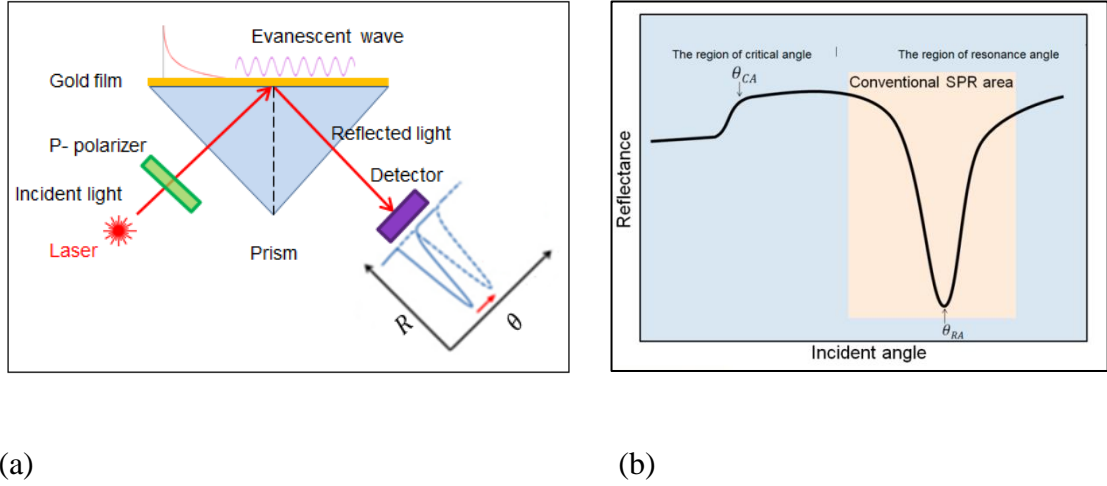 Evanescent wave
Gold film
P- polarizer
Reflected light
Incident light
Detector
Laser
Prism
R
θ
The region of critical angle
The region of resonance angle
θCA
Conventional SPR area
Reflectance
θRA
Incident angle
(a)
(b)